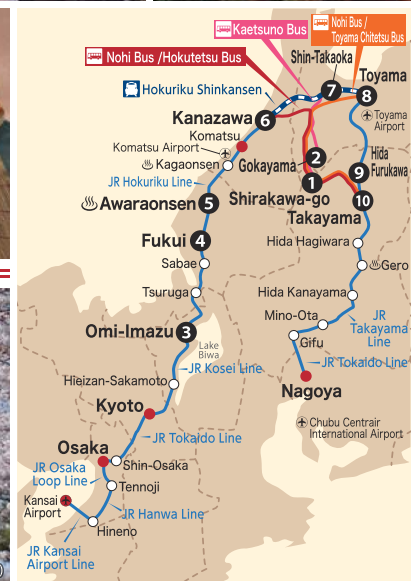 Kaetsuno Bus
Nohi Bus /
Toyama Chitetsu Bus
Nohi Bus /Hokutetsu Bus
Shin-Takaoka
Toyama
Hokuriku Shinkansen
7
8
Kanazawa
6
Toyama
Airport
Komatsu
Komatsu Airport
Kagaonsen
Gokayama
2
Hida
Furukawa
9
JR Hokuriku Line
1
Shirakawa-go
10
Takayama
Awaraonsen
5
Fukui
4
Hida Hagiwara
Sabae
Gero
Tsuruga
Hida Kanayama
Omi-Imazu
3
Mino-Ota
JR
Takayama
Line
Lake
Biwa
Gifu
JR Kosei Line
JR Tokaido Line
Hieizan-Sakamoto
Nagoya
Kyoto
Chubu Centrair
International Airport
JR Tokaido Line
Osaka
Shin-Osaka
JR Osaka
Loop Line
Tennoji
Kansai
Airport
JR Hanwa Line
Hineno
JR Kansai
Airport Line